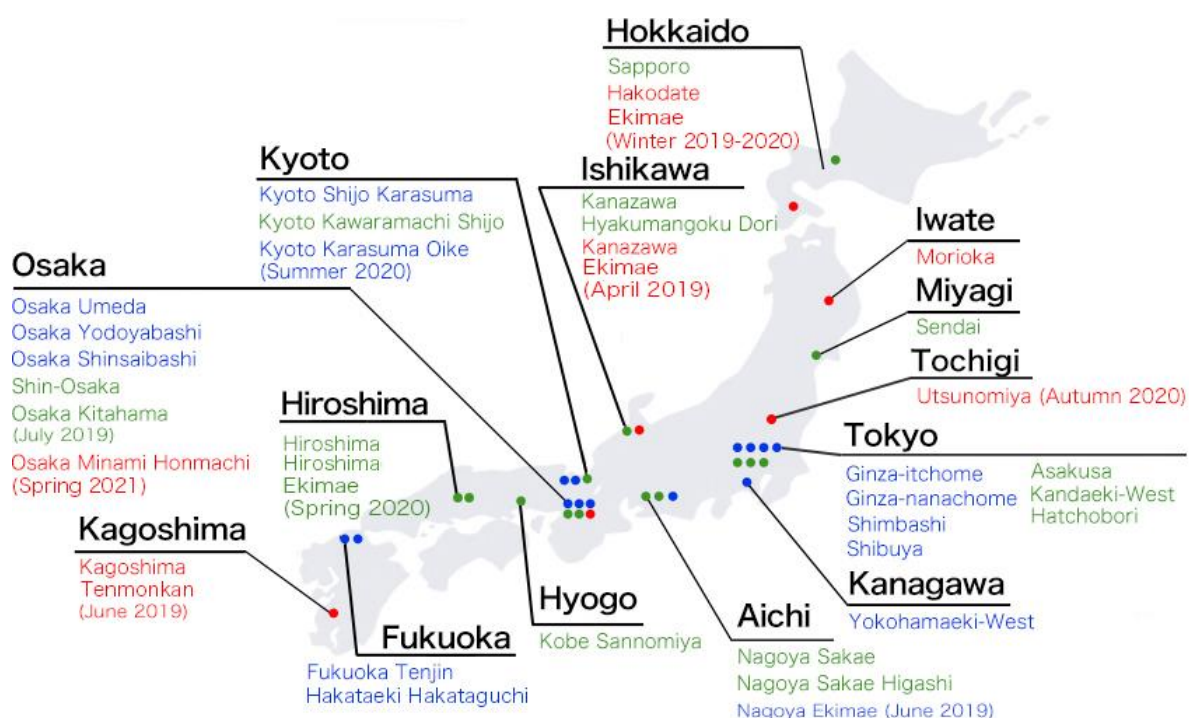 Hokkaido
Sapporo
Hakodate
Ekimae
(Winter 2019-2020)
Kyoto
Kyoto Shijo Karasuma
Kyoto Kawaramachi Shijo
Kyoto Karasuma Oike
(Summer 2020)
Ishikawa
Kanazawa
Hyakumangoku Dori
Kanazawa
Ekimae
(April 2019)
Iwate
Morioka
Miyagi
Sendai
Tochigi
Utsunomiya (Autumn 2020)
Osaka
Osaka Umeda
Osaka Yodoyabashi
Osaka Shinsaibashi
Shin-Osaka
Osaka Kitahama
(July 2019)
Osaka Minami Honmachi
(Spring 2021)
Hiroshima
Hiroshima
Hiroshima
Ekimae
(Spring 2020)
Tokyo
Ginza-itchome
Ginza-nanachome
Shimbashi
Shibuya
Asakusa
Kandaeki-West
Hatchobori
Kagoshima
Kagoshima
Tenmonkan
(June 2019)
Fukuoka
Fukuoka Tenjin
Hakataeki Hakataguchi
Hyogo
Kobe Sannomiya
Aichi
Nagoya Sakae
Nagoya Sakae Higashi
Nagoya Ekimae (June 2019)
Kanagawa
Yokohamaeki-West